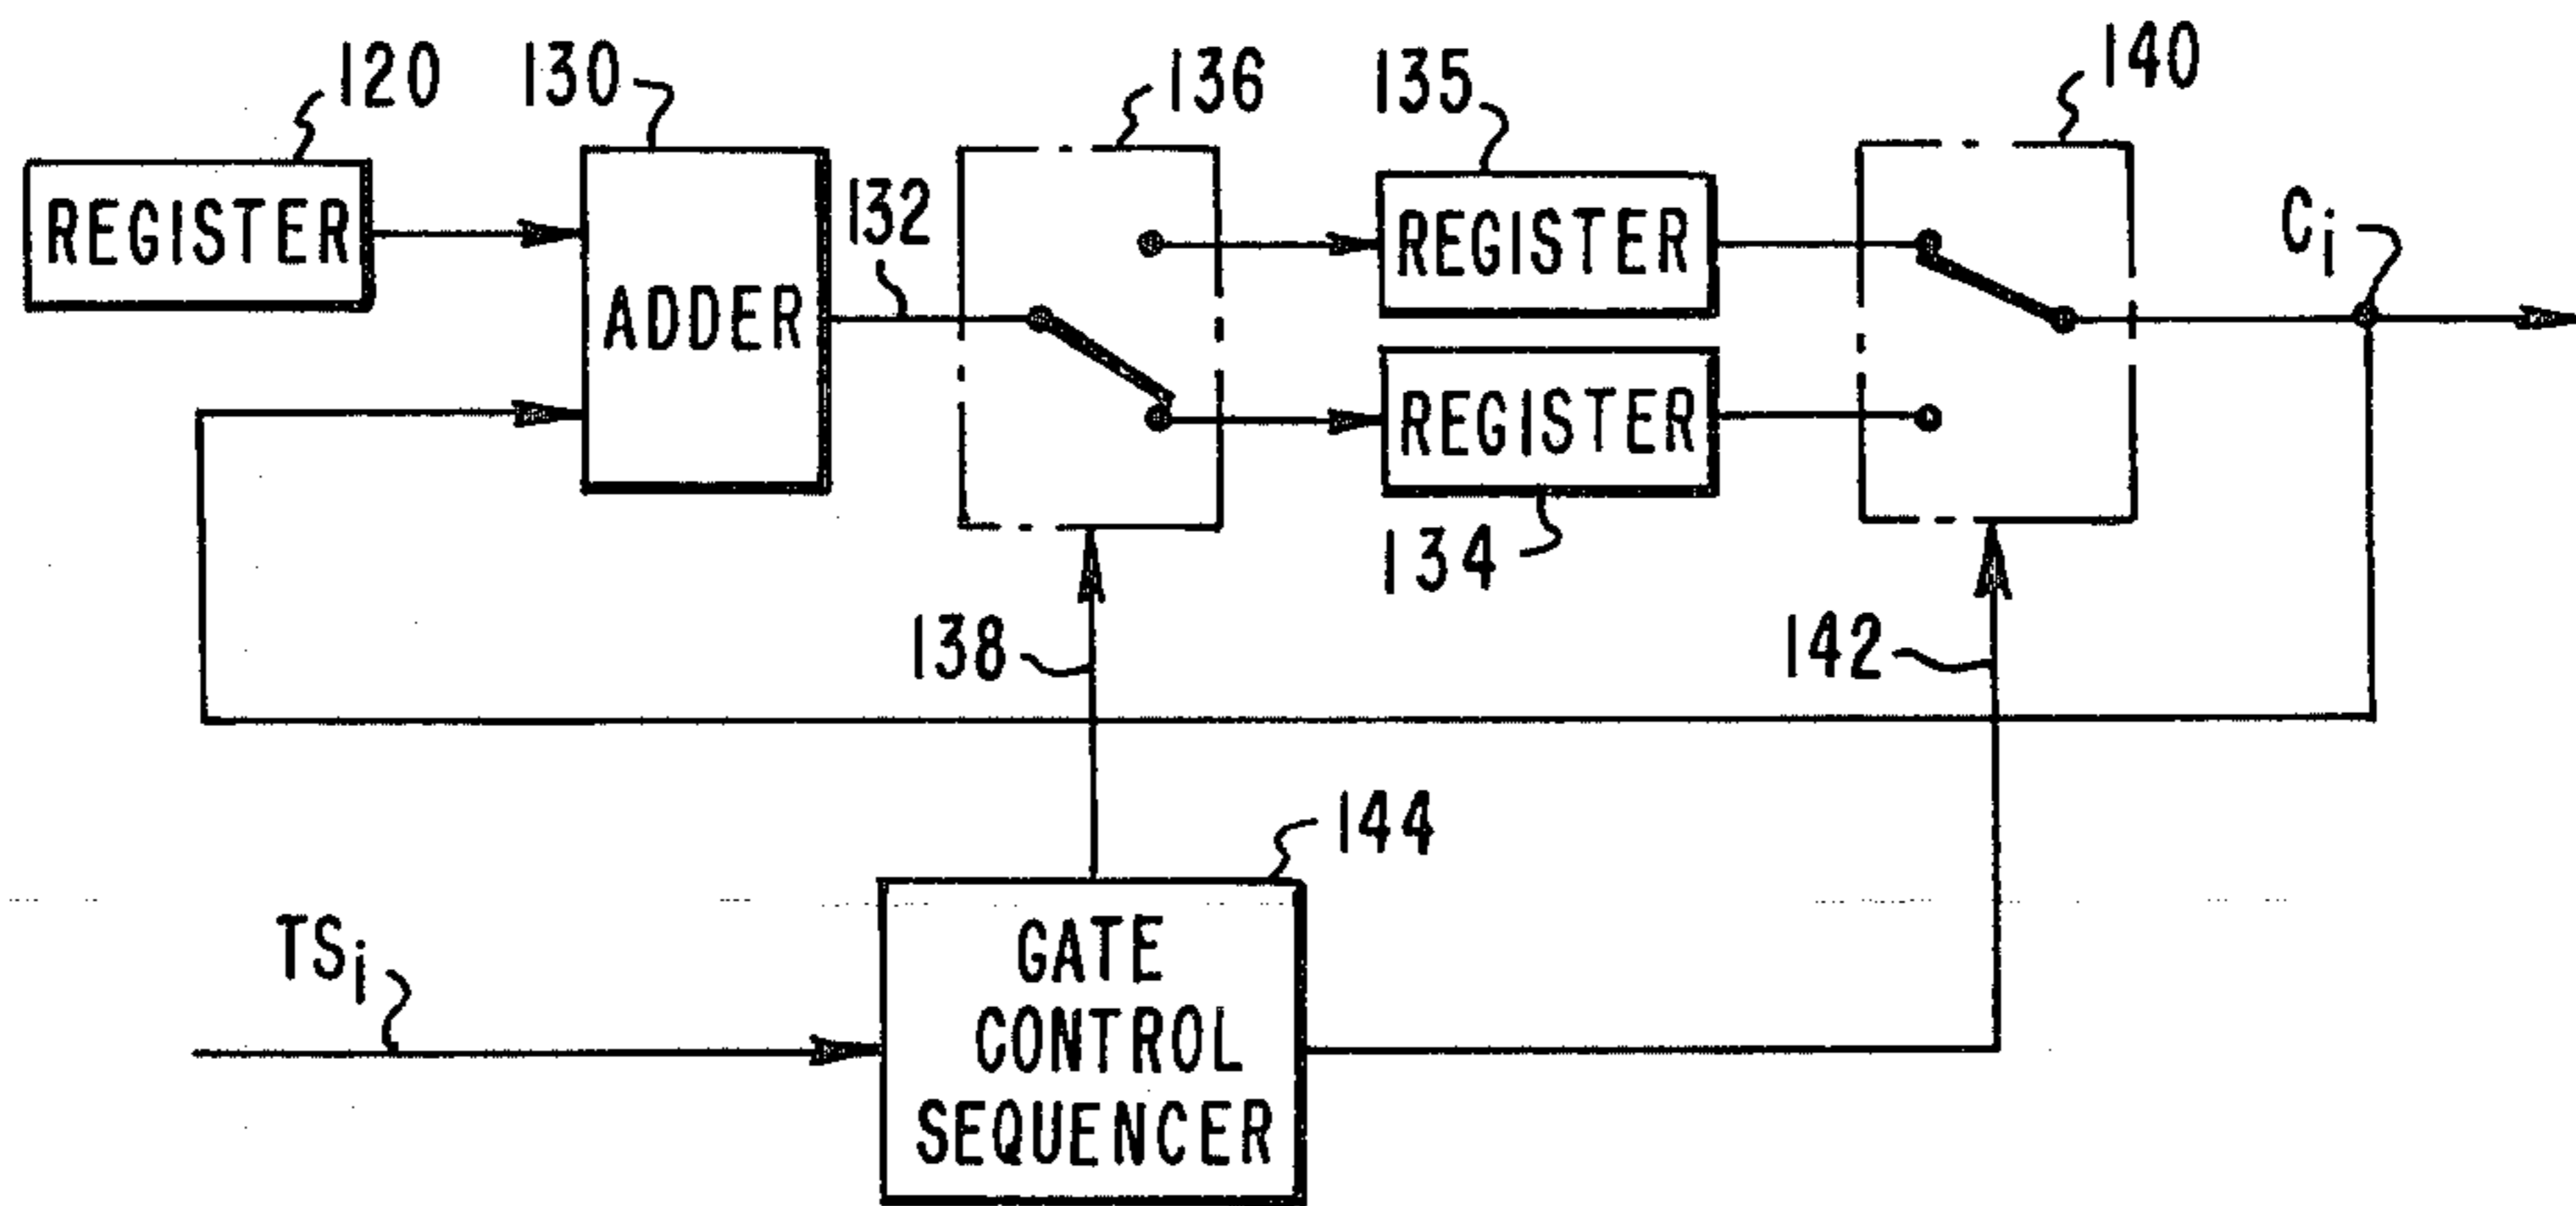 120
130
136
135
140
REGISTER
ADDER
132
REGISTER
Ci
REGISTER
134
138
142
144
TSi
GATE
CONTROL
SEQUENCER